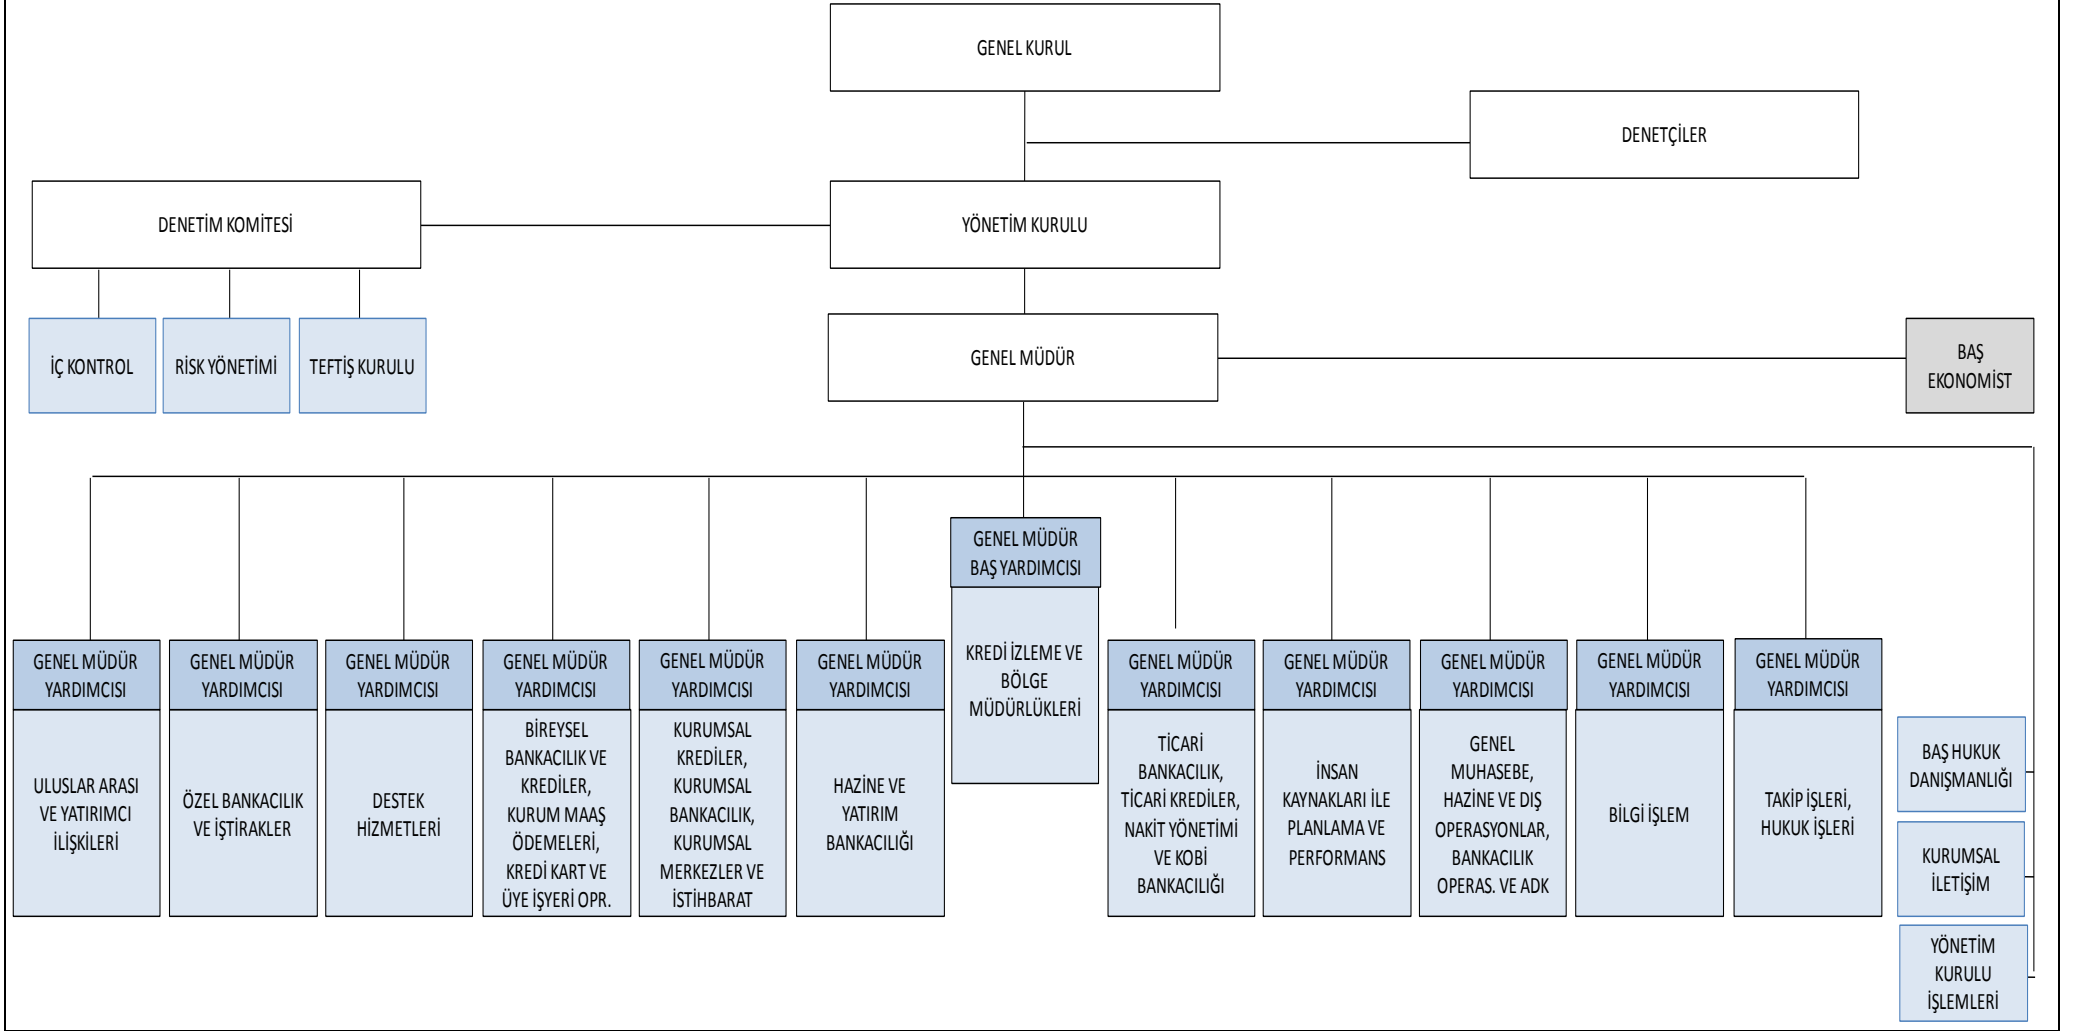 GENEL KURUL
DENETÇİLER
DENETİM KOMİTESİ
YÖNETİM KURULU
İÇ KONTROL
RİSK YÖNETİMİ
TEFTİŞ KURULU
GENEL MÜDÜR
BAŞ
EKONOMİST
GENEL MÜDÜR
BAŞ YARDIMCISI
KREDİ İZLEME VE
BÖLGE
MÜDÜRLÜKLERİ
GENEL MÜDÜR
YARDIMCISI
ULUSLAR ARASI
VE YATIRIMCI
İLİŞKİLERİ
GENEL MÜDÜR
YARDIMCISI
ÖZEL BANKACILIK
VE İŞTİRAKLER
GENEL MÜDÜR
YARDIMCISI
DESTEK
HİZMETLERİ
GENEL MÜDÜR
YARDIMCISI
BİREYSEL
BANKACILIK VE
KREDİLER,
KURUM MAAŞ
ÖDEMELERİ,
KREDİ KART VE
ÜYE İŞYERİ OPR.
GENEL MÜDÜR
YARDIMCISI
KURUMSAL
KREDİLER,
KURUMSAL
BANKACILIK,
KURUMSAL
MERKEZLER VE
İSTİHBARAT
GENEL MÜDÜR
YARDIMCISI
HAZİNE VE
YATIRIM
BANKACILIĞI
GENEL MÜDÜR
YARDIMCISI
TİCARİ
BANKACILIK,
TİCARİ KREDİLER,
NAKİT YÖNETİMİ
VE KOBİ
BANKACILIĞI
GENEL MÜDÜR
YARDIMCISI
İNSAN
KAYNAKLARI İLE
PLANLAMA VE
PERFORMANS
GENEL MÜDÜR
YARDIMCISI
GENEL
MUHASEBE,
HAZİNE VE DIŞ
OPERASYONLAR,
BANKACILIK
OPERAS. VE ADK
GENEL MÜDÜR
YARDIMCISI
BİLGİ İŞLEM
GENEL MÜDÜR
YARDIMCISI
TAKİP İŞLERİ,
HUKUK İŞLERİ
BAŞ HUKUK
DANIŞMANLIĞI
KURUMSAL
İLETİŞİM
YÖNETİM
KURULU
İŞLEMLERİ